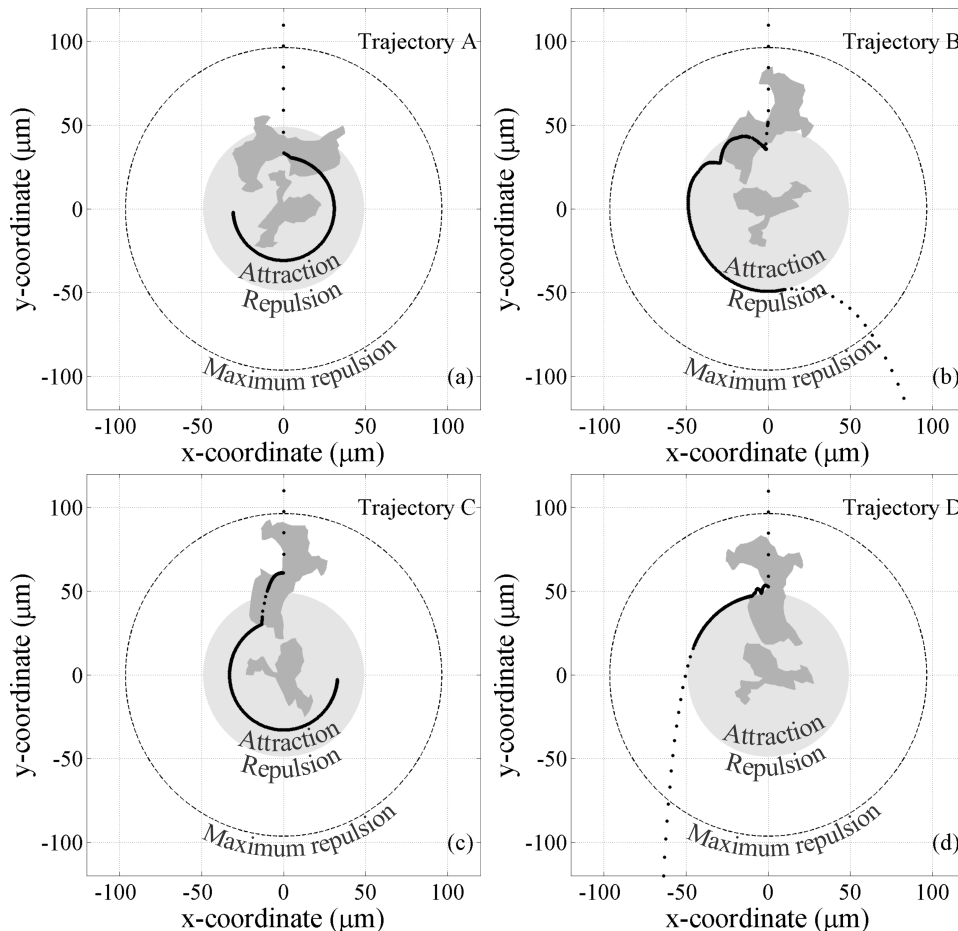 Trajectory A
100
50
0
-50
-100
y-coordinate (μm)
Attraction
Repulsion
Maximum repulsion
(a)
-100 -50 0 50 100
x-coordinate (μm)
Trajectory B
100
50
0
-50
-100
y-coordinate (μm)
Attraction
Repulsion
Maximum repulsion
(b)
-100 -50 0 50 100
x-coordinate (μm)
Trajectory C
100
50
0
-50
-100
y-coordinate (μm)
Attraction
Repulsion
Maximum repulsion
(c)
-100 -50 0 50 100
x-coordinate (μm)
Trajectory D
100
50
0
-50
-100
y-coordinate (μm)
Attraction
Repulsion
Maximum repulsion
(d)
-100 -50 0 50 100
x-coordinate (μm)